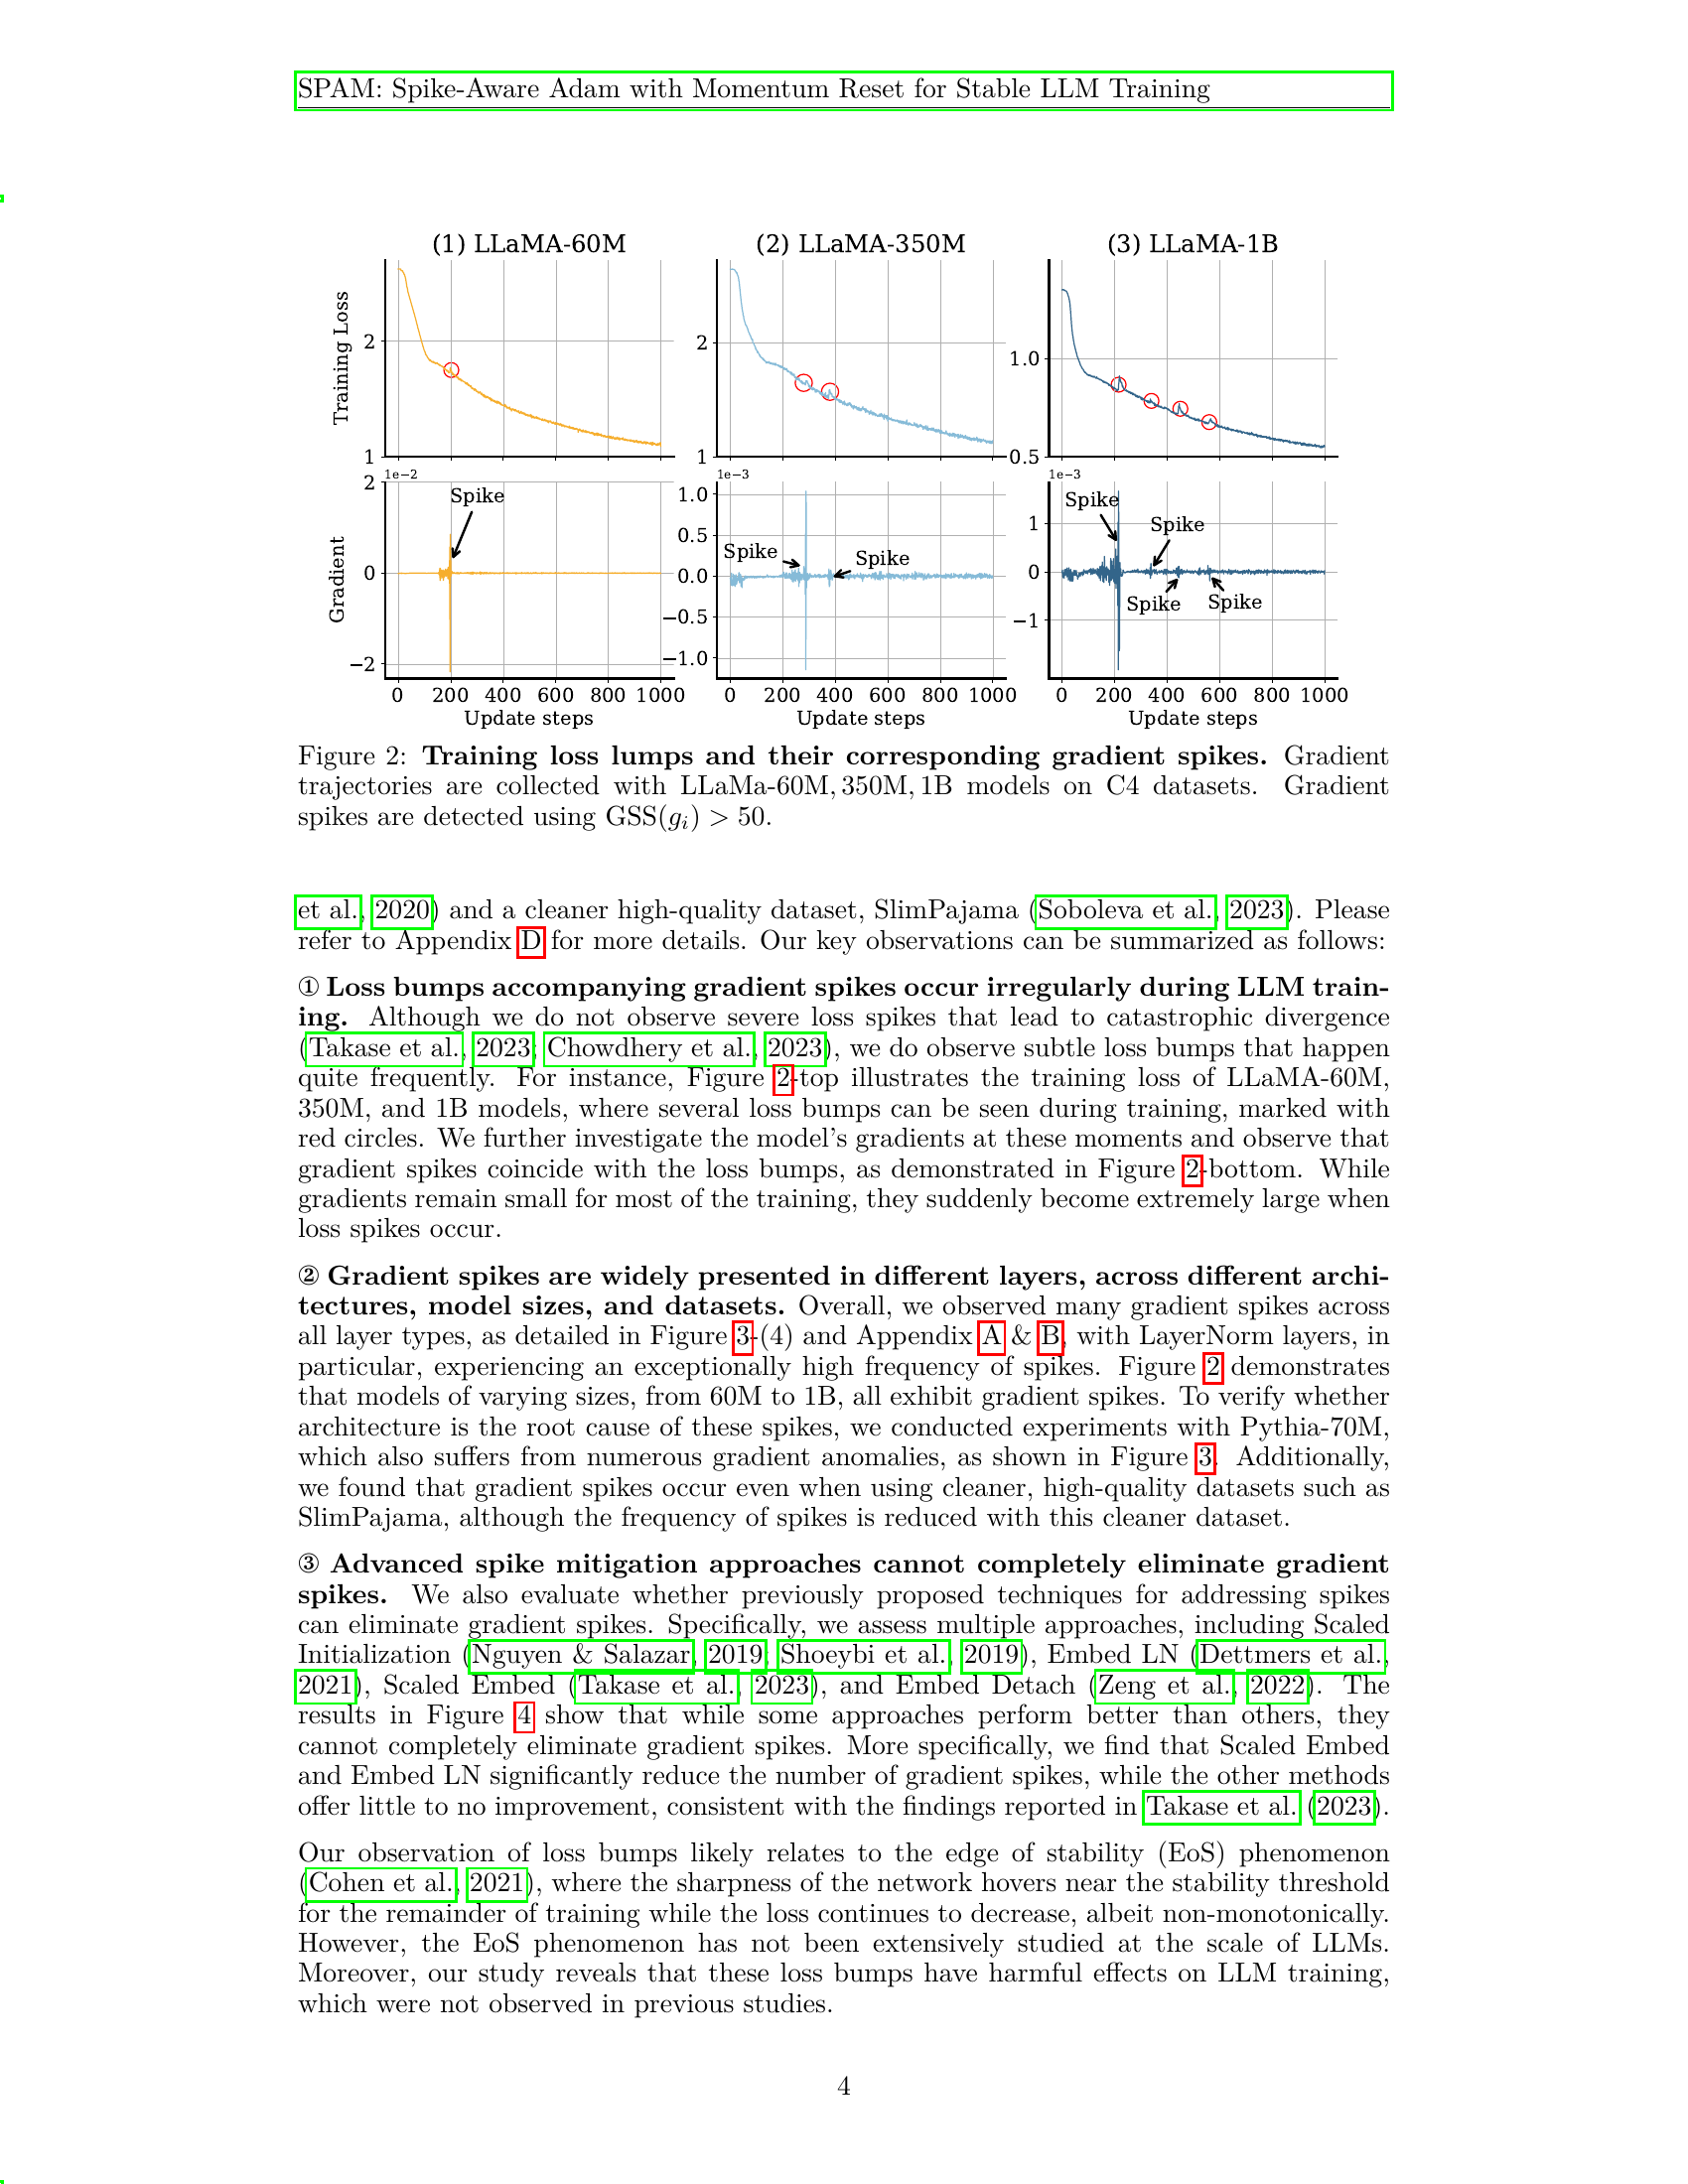 SPAM: Spike-Aware Adam with Momentum Reset for Stable LLM Training
(1) LLaMA-60M
(2) LLaMA-350M
(3) LLaMA-1B
Training Loss
2
1
2
1
1.0
0.5
1e−2
1e−3
1e−3
Gradient
2
0
−2
Spike
1.0
0.5
0.0
−0.5
−1.0
Spike
Spike
1
0
−1
Spike
Spike
Spike
Spike
0 200 400 600 800 1000
0 200 400 600 800 1000
0 200 400 600 800 1000
Update steps
Update steps
Update steps
Figure 2: Training loss lumps and their corresponding gradient spikes. Gradient
trajectories are collected with LLaMa-60M, 350M, 1B models on C4 datasets. Gradient
spikes are detected using GSS(gᵢ) > 50.
et al., 2020) and a cleaner high-quality dataset, SlimPajama (Soboleva et al., 2023). Please
refer to Appendix D for more details. Our key observations can be summarized as follows:
① Loss bumps accompanying gradient spikes occur irregularly during LLM train-
ing. Although we do not observe severe loss spikes that lead to catastrophic divergence
(Takase et al., 2023; Chowdhery et al., 2023), we do observe subtle loss bumps that happen
quite frequently. For instance, Figure 2-top illustrates the training loss of LLaMA-60M,
350M, and 1B models, where several loss bumps can be seen during training, marked with
red circles. We further investigate the model's gradients at these moments and observe that
gradient spikes coincide with the loss bumps, as demonstrated in Figure 2-bottom. While
gradients remain small for most of the training, they suddenly become extremely large when
loss spikes occur.
② Gradient spikes are widely presented in different layers, across different archi-
tectures, model sizes, and datasets. Overall, we observed many gradient spikes across
all layer types, as detailed in Figure 3-(4) and Appendix A & B, with LayerNorm layers, in
particular, experiencing an exceptionally high frequency of spikes. Figure 2 demonstrates
that models of varying sizes, from 60M to 1B, all exhibit gradient spikes. To verify whether
architecture is the root cause of these spikes, we conducted experiments with Pythia-70M,
which also suffers from numerous gradient anomalies, as shown in Figure 3. Additionally,
we found that gradient spikes occur even when using cleaner, high-quality datasets such as
SlimPajama, although the frequency of spikes is reduced with this cleaner dataset.
③ Advanced spike mitigation approaches cannot completely eliminate gradient
spikes. We also evaluate whether previously proposed techniques for addressing spikes
can eliminate gradient spikes. Specifically, we assess multiple approaches, including Scaled
Initialization (Nguyen & Salazar, 2019; Shoeybi et al., 2019), Embed LN (Dettmers et al.,
2021), Scaled Embed (Takase et al., 2023), and Embed Detach (Zeng et al., 2022). The
results in Figure 4 show that while some approaches perform better than others, they
cannot completely eliminate gradient spikes. More specifically, we find that Scaled Embed
and Embed LN significantly reduce the number of gradient spikes, while the other methods
offer little to no improvement, consistent with the findings reported in Takase et al. (2023).
Our observation of loss bumps likely relates to the edge of stability (EoS) phenomenon
(Cohen et al., 2021), where the sharpness of the network hovers near the stability threshold
for the remainder of training while the loss continues to decrease, albeit non-monotonically.
However, the EoS phenomenon has not been extensively studied at the scale of LLMs.
Moreover, our study reveals that these loss bumps have harmful effects on LLM training,
which were not observed in previous studies.
4